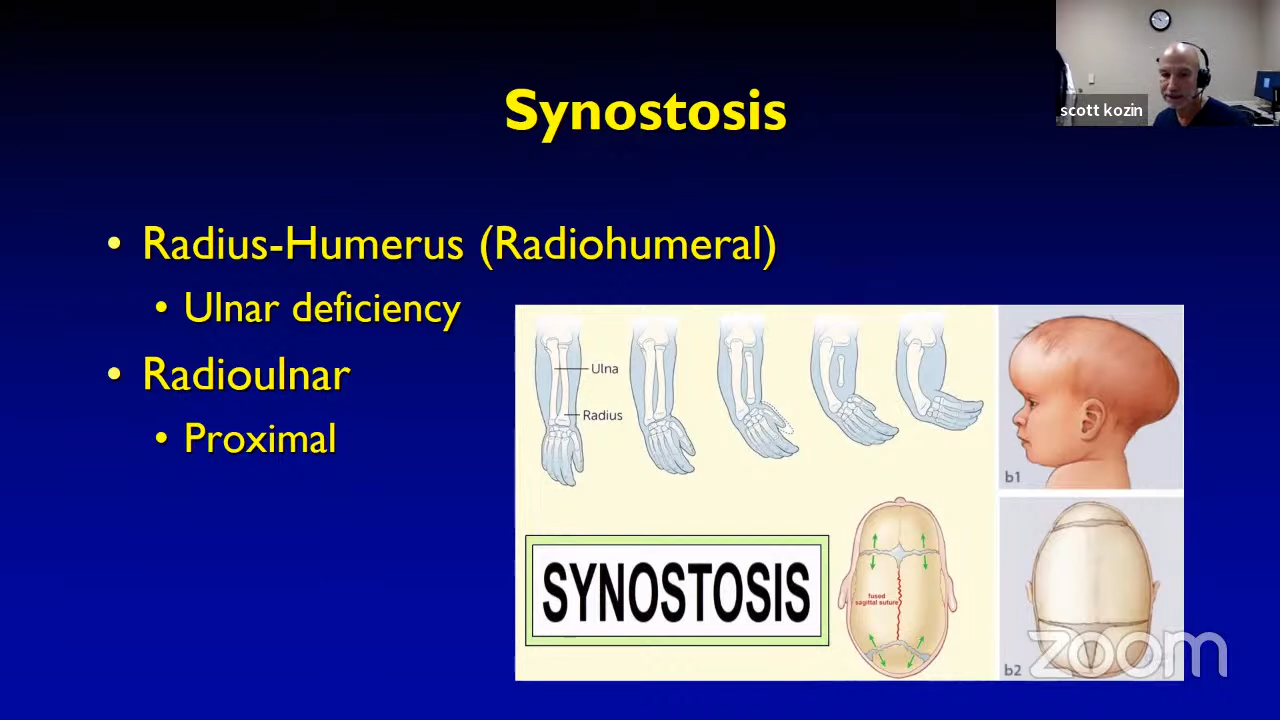 scott kozin
Synostosis
• Radius-Humerus (Radiohumeral)
• Ulnar deficiency
• Radioulnar
• Proximal
Ulna
Radius
b1
SYNOSTOSIS
fused
sagittal suture
b2
zoom